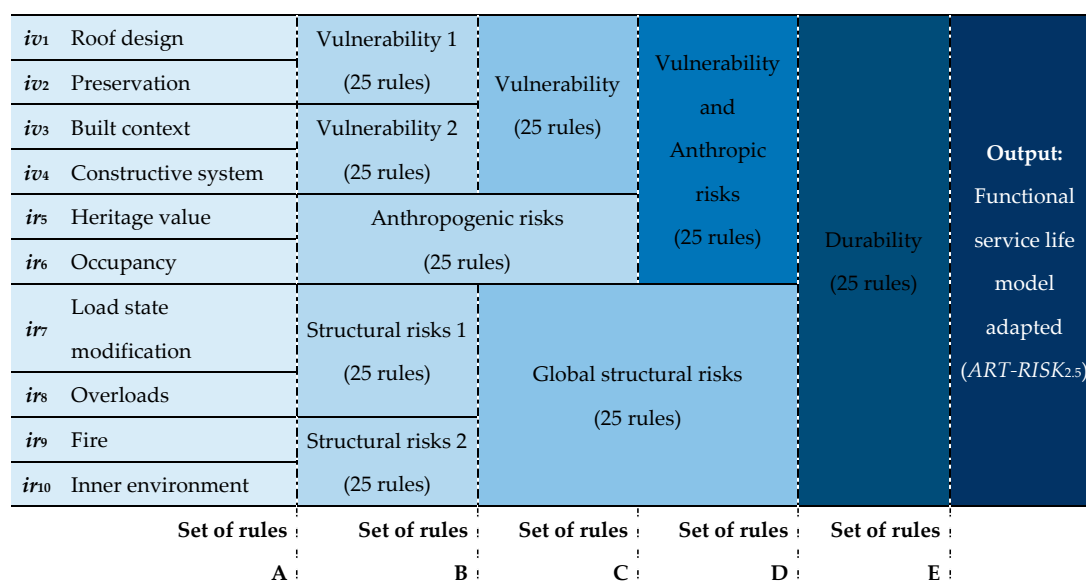 iv1 Roof design
iv2 Preservation
iv3 Built context
iv4 Constructive system
ir5 Heritage value
ir6 Occupancy
ir7 Load state
modification
ir8 Overloads
ir9 Fire
ir10 Inner environment
Vulnerability 1
(25 rules)
Vulnerability 2
(25 rules)
Vulnerability
(25 rules)
Anthropogenic risks
(25 rules)
Structural risks 1
(25 rules)
Structural risks 2
(25 rules)
Global structural risks
(25 rules)
Vulnerability
and
Anthropic
risks
(25 rules)
Durability
(25 rules)
Output:
Functional
service life
model
adapted
(ART-RISK2.5)
Set of rules
A
Set of rules
B
Set of rules
C
Set of rules
D
Set of rules
E